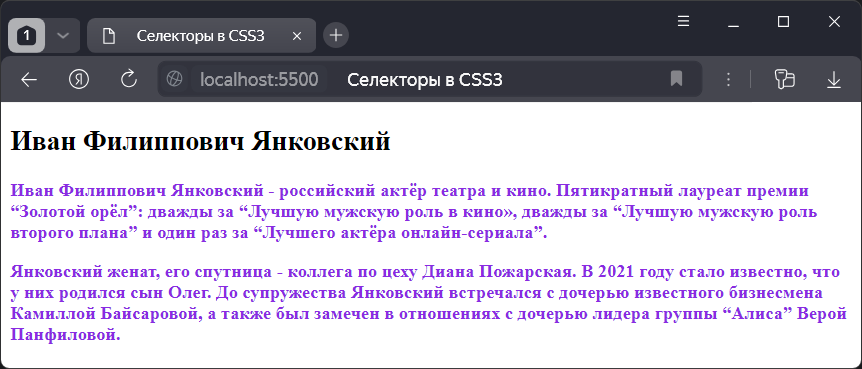 1
Селекторы в CSS3
Я
localhost:5500 Селекторы в CSS3
Иван Филиппович Янковский
Иван Филиппович Янковский - российский актёр театра и кино. Пятикратный лауреат премии
“Золотой орёл”: дважды за “Лучшую мужскую роль в кино», дважды за “Лучшую мужскую роль
второго плана” и один раз за “Лучшего актёра онлайн-сериала”.
Янковский женат, его спутница - коллега по цеху Диана Пожарская. В 2021 году стало известно, что
у них родился сын Олег. До супружества Янковский встречался с дочерью известного бизнесмена
Камиллой Байсаровой, а также был замечен в отношениях с дочерью лидера группы “Алиса” Верой
Панфиловой.